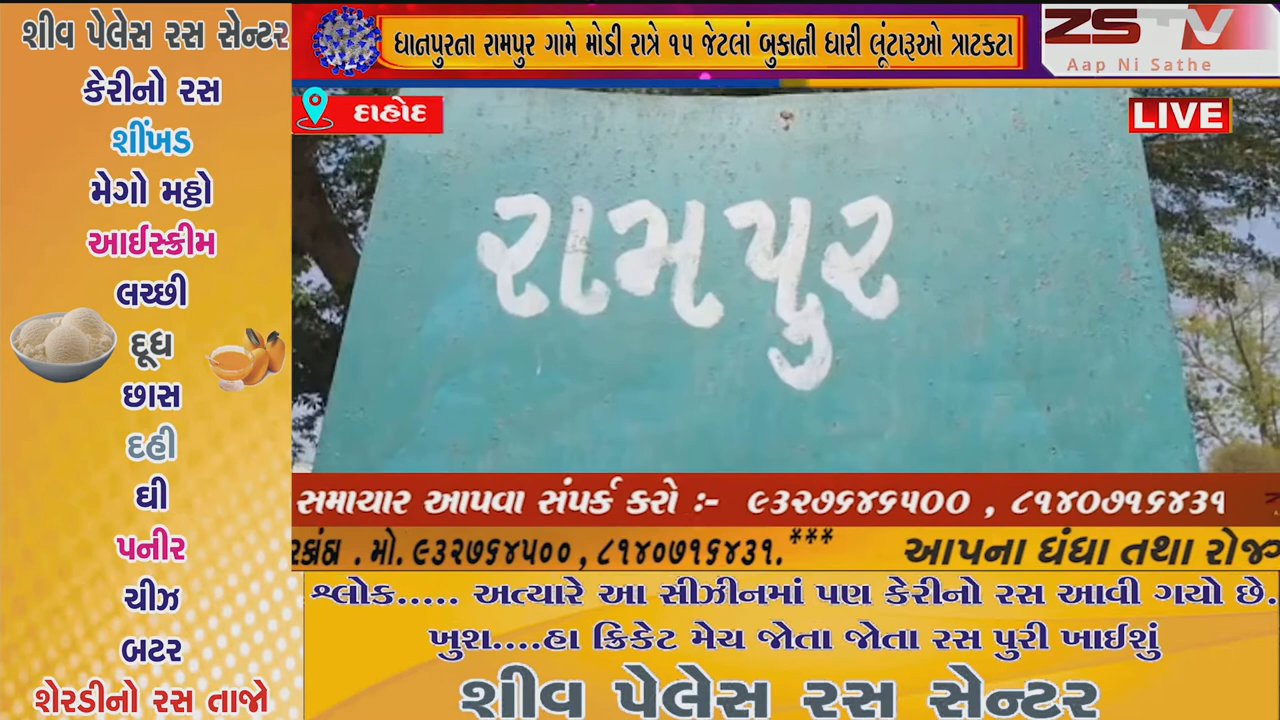 શીવ પેલેસ રસ સેન્ટર
કેરીનો રસ
શીંખડ
મેગો મઠ્ઠો
આઈસ્ક્રીમ
લચ્છી
દૂધ
છાસ
દહી
ઘી
પનીર
ચીઝ
બટર
શેરડીનો રસ તાજો
ધાનપુરના રામપુર ગામે મોડી રાત્રે ૧૫ જેટલાં બુકાની ધારી લૂંટારૂઓ ત્રાટકટા
ZS TV
Aap Ni Sathe
દાહોદ
LIVE
રામપુર
સમાચાર આપવા સંપર્ક કરો :- ૯૩૨૭૬૪૬૫૦૦ , ૮૧૪૦૭૧૬૪૩૧
મો. ૯૩૨૭૬૪૫૦૦ , ૮૧૪૦૭૧૬૪૩૧.*** આપના ધંધા તથા રોજ
શ્લોક..... અત્યારે આ સીઝીનમાં પણ કેરીનો રસ આવી ગયો છે.
ખુશ....હા ક્રિકેટ મેચ જોતા જોતા રસ પુરી ખાઈશું
શીવ પેલેસ રસ સેન્ટર